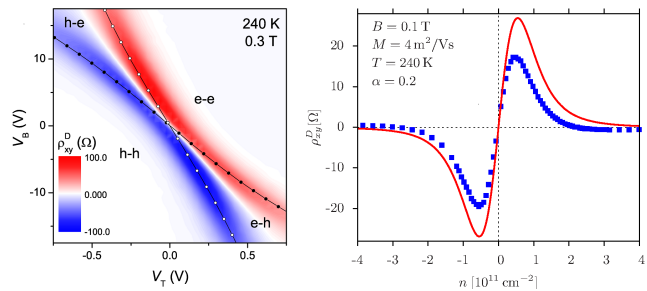 h-e
240 K
0.3 T
e-e
h-h
e-h
10
0
-10
V_B (V)
ρ^D_xy (Ω)
100.0
0.000
-100.0
-0.5
0.0
0.5
V_T (V)
B = 0.1 T
M = 4 m²/Vs
T = 240 K
α = 0.2
20
10
0
-10
-20
ρ^D_xy [Ω]
-4
-3
-2
-1
0
1
2
3
4
n [10¹¹ cm⁻²]